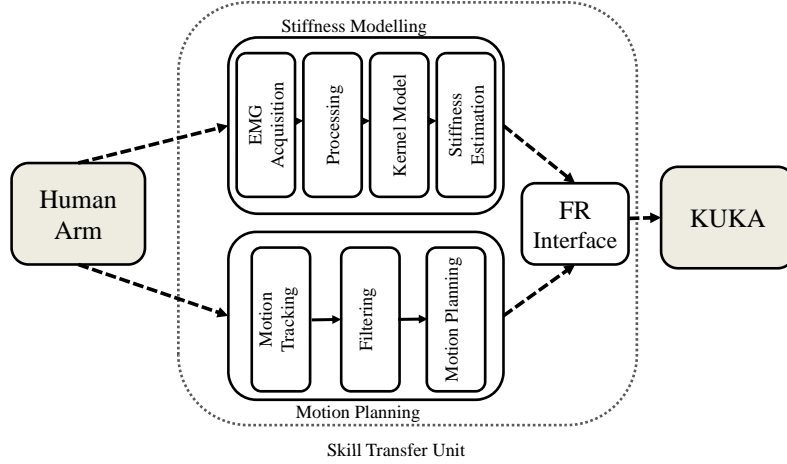 Stiffness Modelling
EMG
Acquisition
Processing
Kernel Model
Stiffness
Estimation
Human
Arm
FR
Interface
KUKA
Motion
Tracking
Filtering
Motion Planning
Motion Planning
Skill Transfer Unit